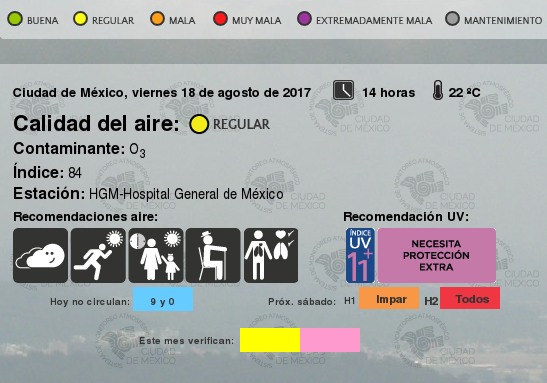 BUENA REGULAR MALA MUY MALA EXTREMADAMENTE MALA MANTENIMIENTO
Ciudad de México, viernes 18 de agosto de 2017 14 horas 22 ºC
Calidad del aire: REGULAR
Contaminante: O3
Índice: 84
Estación: HGM-Hospital General de México
Recomendaciones aire: Recomendación UV:
ÍNDICE
UV
11+
NECESITA
PROTECCIÓN
EXTRA
Hoy no circulan: 9 y 0 Próx. sábado: H1 Impar H2 Todos
Este mes verifican: